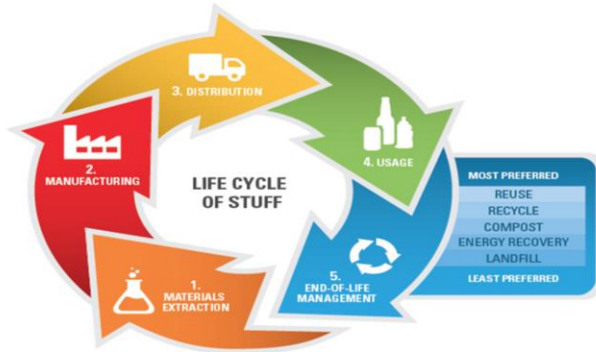 LIFE CYCLE
OF STUFF
1.
MATERIALS
EXTRACTION
2.
MANUFACTURING
3. DISTRIBUTION
4. USAGE
5.
END-OF-LIFE
MANAGEMENT
MOST PREFERRED
REUSE
RECYCLE
COMPOST
ENERGY RECOVERY
LANDFILL
LEAST PREFERRED